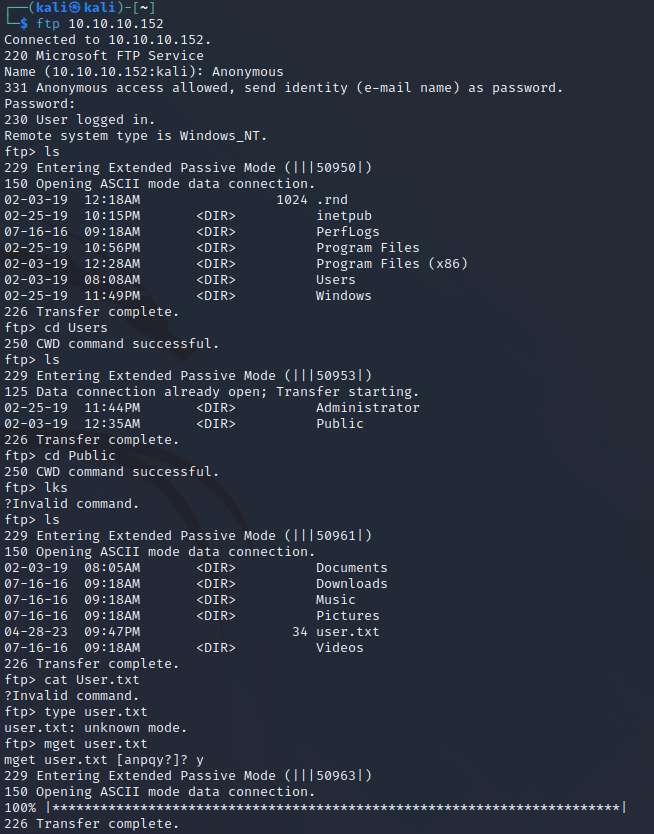 ┌──(kali㉿kali)-[~]
└─$ ftp 10.10.10.152
Connected to 10.10.10.152.
220 Microsoft FTP Service
Name (10.10.10.152:kali): Anonymous
331 Anonymous access allowed, send identity (e-mail name) as password.
Password:
230 User logged in.
Remote system type is Windows_NT.
ftp> ls
229 Entering Extended Passive Mode (|||50950|)
150 Opening ASCII mode data connection.
02-03-19  12:18AM                 1024 .rnd
02-25-19  10:15PM       <DIR>          inetpub
07-16-16  09:18AM       <DIR>          PerfLogs
02-25-19  10:56PM       <DIR>          Program Files
02-03-19  12:28AM       <DIR>          Program Files (x86)
02-03-19  08:08AM       <DIR>          Users
02-25-19  11:49PM       <DIR>          Windows
226 Transfer complete.
ftp> cd Users
250 CWD command successful.
ftp> ls
229 Entering Extended Passive Mode (|||50953|)
125 Data connection already open; Transfer starting.
02-25-19  11:44PM       <DIR>          Administrator
02-03-19  12:35AM       <DIR>          Public
226 Transfer complete.
ftp> cd Public
250 CWD command successful.
ftp> lks
?Invalid command.
ftp> ls
229 Entering Extended Passive Mode (|||50961|)
150 Opening ASCII mode data connection.
02-03-19  08:05AM       <DIR>          Documents
07-16-16  09:18AM       <DIR>          Downloads
07-16-16  09:18AM       <DIR>          Music
07-16-16  09:18AM       <DIR>          Pictures
04-28-23  09:47PM                   34 user.txt
07-16-16  09:18AM       <DIR>          Videos
226 Transfer complete.
ftp> cat User.txt
?Invalid command.
ftp> type user.txt
user.txt: unknown mode.
ftp> mget user.txt
mget user.txt [anpqy?]? y
229 Entering Extended Passive Mode (|||50963|)
150 Opening ASCII mode data connection.
100% |***********************************************************************|
226 Transfer complete.